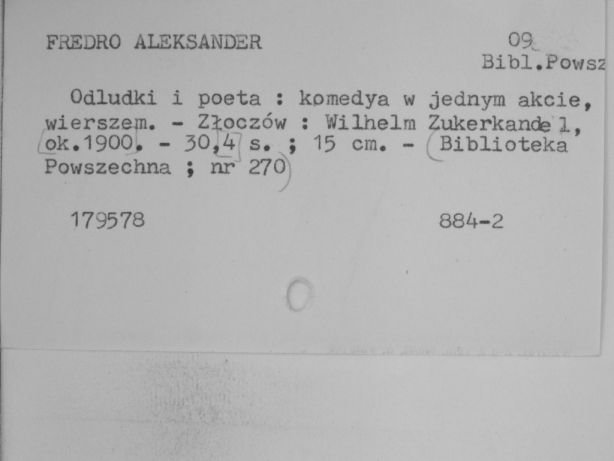 FREDRO ALEKSANDER 09
Bibl.Powsz
Odludki i poeta : komedya w jednym akcie,
wierszem. - Złoczów : Wilhelm Zukerkandel,
[ok.1900]. - 30,[4] s. ; 15 cm. - (Biblioteka
Powszechna ; nr 270)
179578 884-2